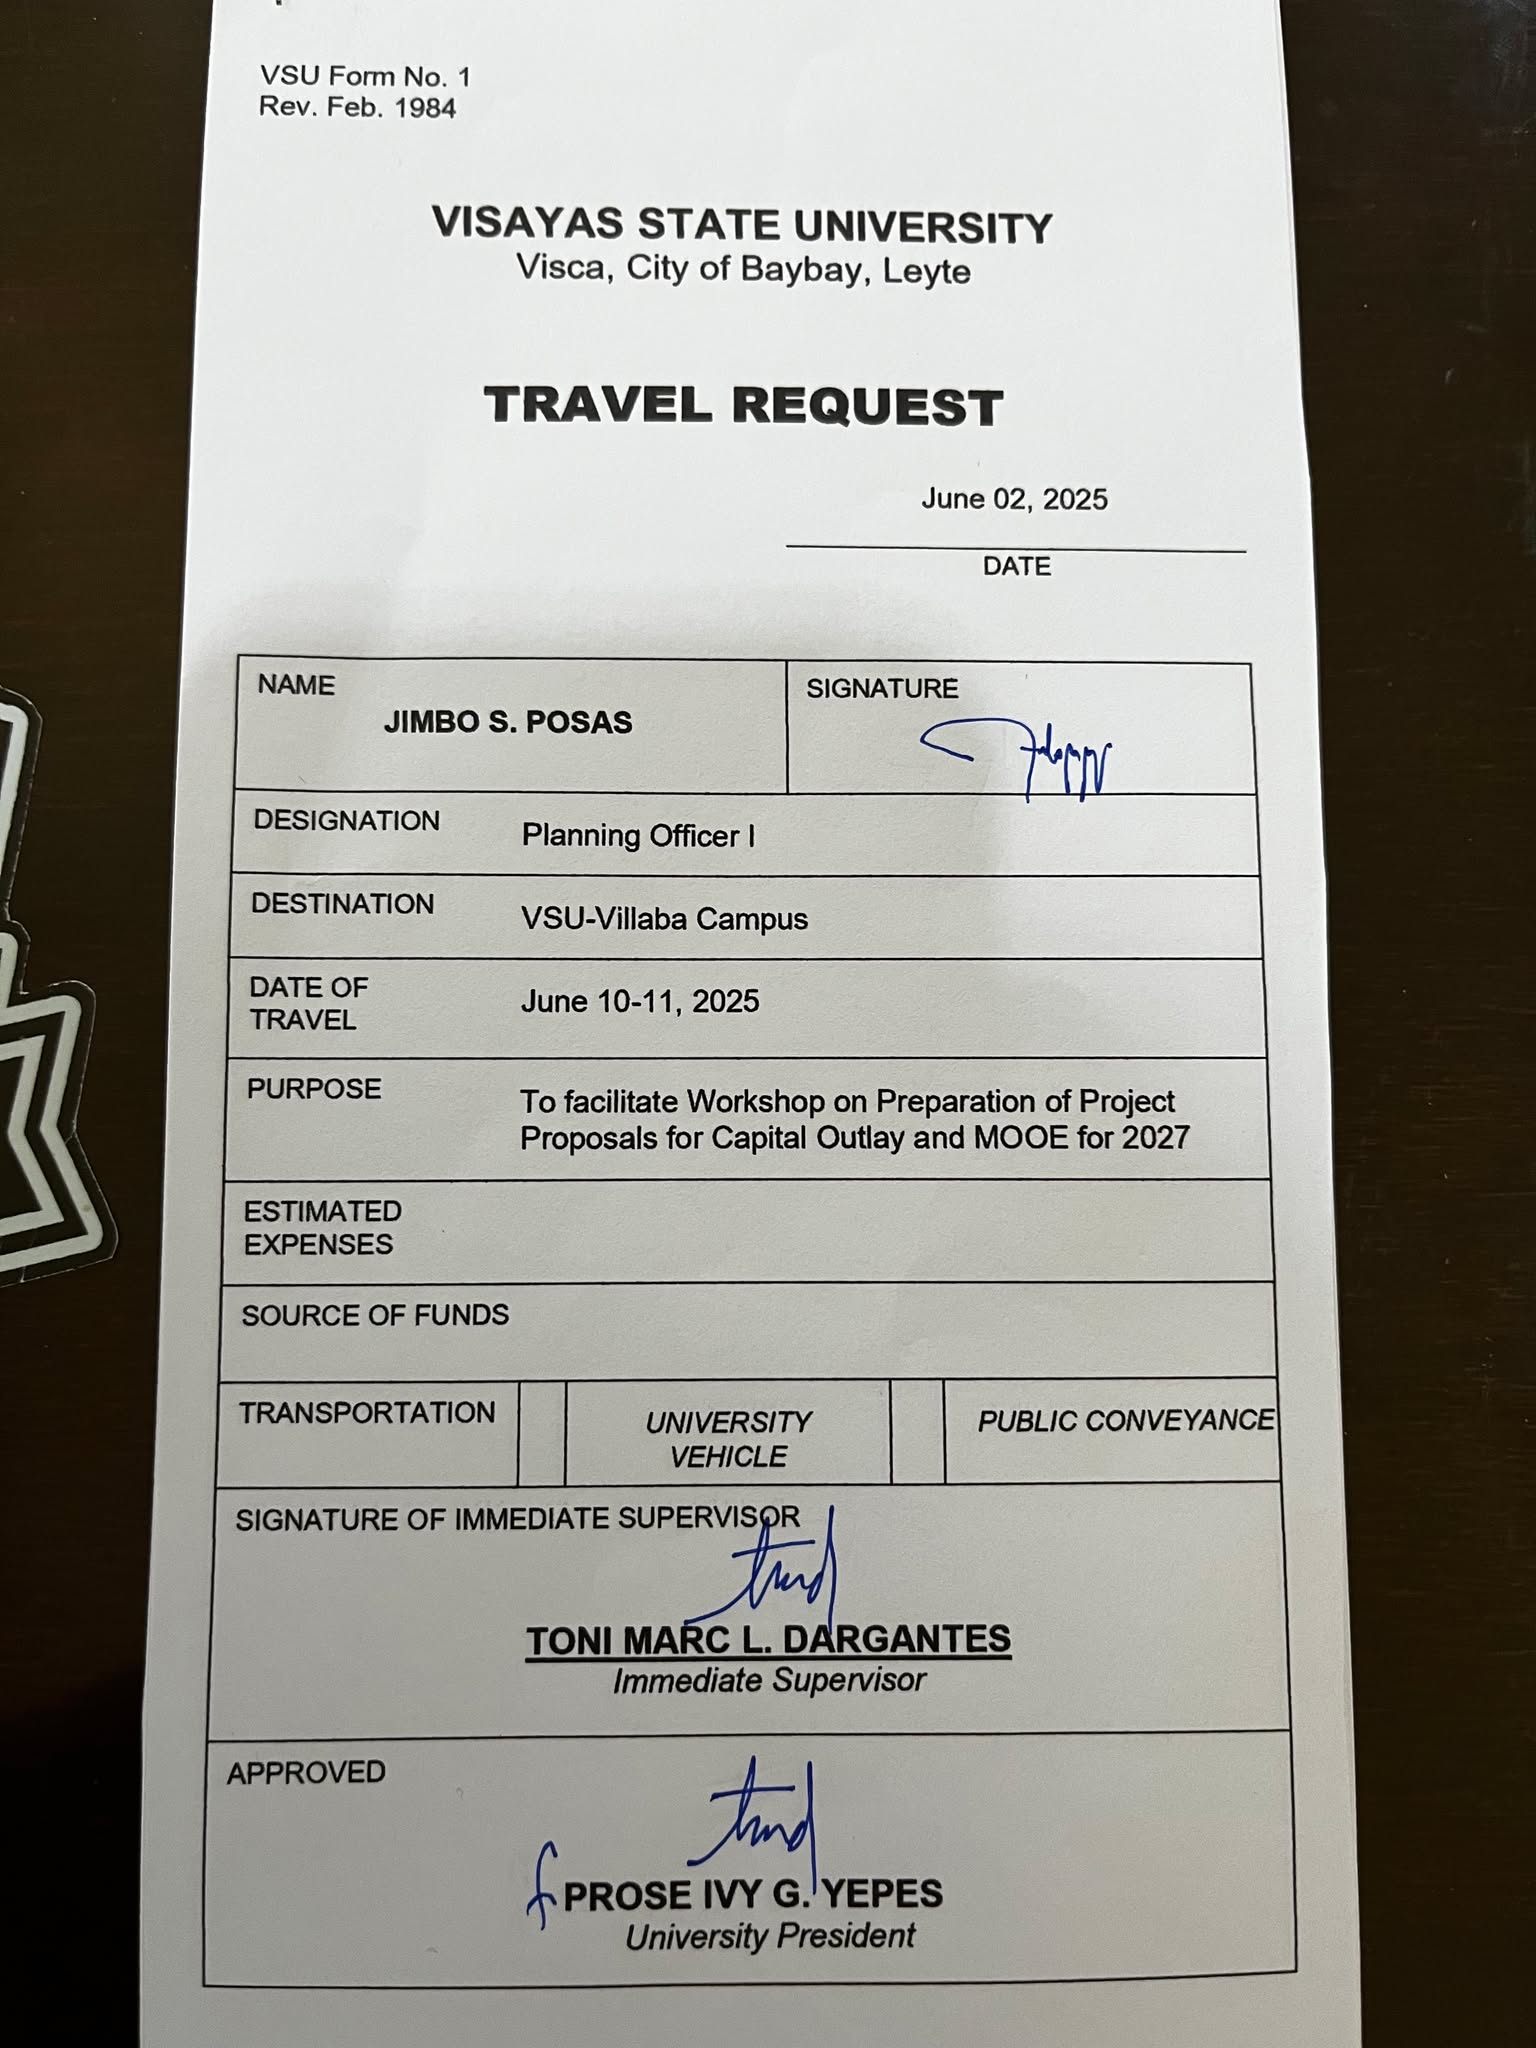 VSU Form No. 1
Rev. Feb. 1984
VISAYAS STATE UNIVERSITY
Visca, City of Baybay, Leyte
TRAVEL REQUEST
June 02, 2025
DATE
NAME
JIMBO S. POSAS
SIGNATURE
DESIGNATION
Planning Officer I
DESTINATION
VSU-Villaba Campus
DATE OF
TRAVEL
June 10-11, 2025
PURPOSE
To facilitate Workshop on Preparation of Project
Proposals for Capital Outlay and MOOE for 2027
ESTIMATED
EXPENSES
SOURCE OF FUNDS
TRANSPORTATION
UNIVERSITY
VEHICLE
PUBLIC CONVEYANCE
SIGNATURE OF IMMEDIATE SUPERVISOR
TONI MARC L. DARGANTES
Immediate Supervisor
APPROVED
PROSE IVY G. YEPES
University President